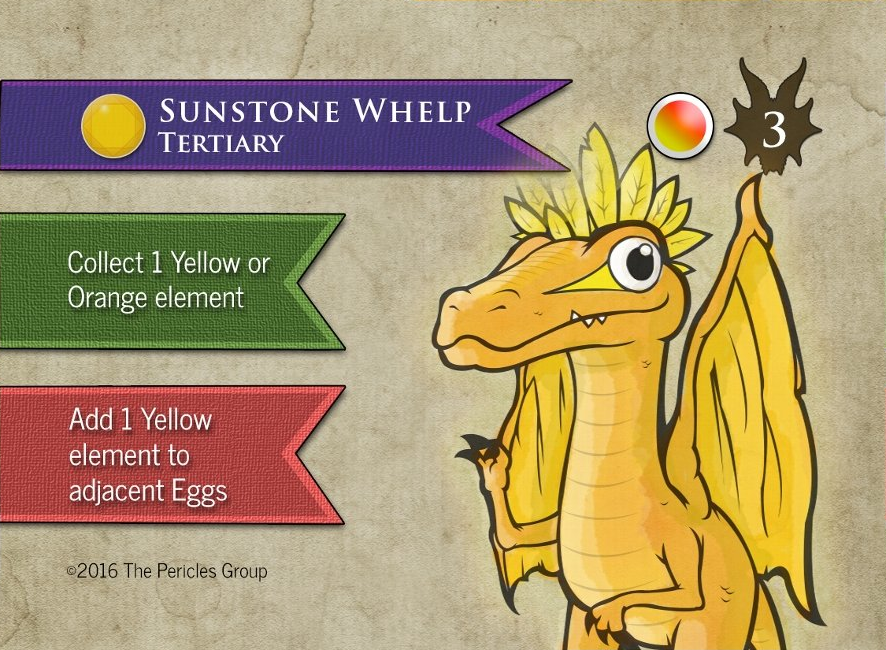 Sunstone Whelp
Tertiary
3
Collect 1 Yellow or
Orange element
Add 1 Yellow
element to
adjacent Eggs
©2016 The Pericles Group